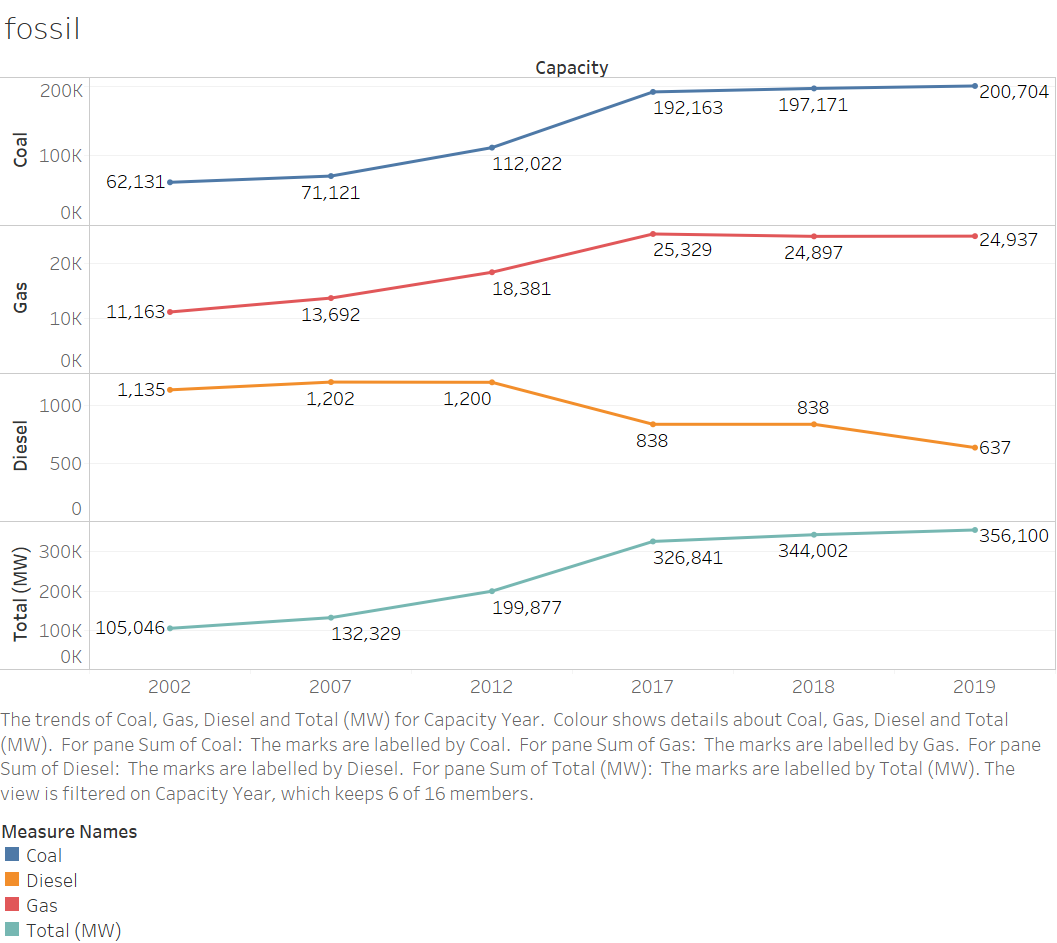 fossil
Capacity
200K
100K
0K
Coal
62,131
71,121
112,022
192,163
197,171
200,704
20K
10K
0K
Gas
11,163
13,692
18,381
25,329
24,897
24,937
1000
500
0
Diesel
1,135
1,202
1,200
838
838
637
300K
200K
100K
0K
Total (MW)
105,046
132,329
199,877
326,841
344,002
356,100
2002 2007 2012 2017 2018 2019
The trends of Coal, Gas, Diesel and Total (MW) for Capacity Year.  Colour shows details about Coal, Gas, Diesel and Total
(MW).  For pane Sum of Coal:  The marks are labelled by Coal.  For pane Sum of Gas:  The marks are labelled by Gas.  For pane
Sum of Diesel:  The marks are labelled by Diesel.  For pane Sum of Total (MW):  The marks are labelled by Total (MW). The
view is filtered on Capacity Year, which keeps 6 of 16 members.
Measure Names
Coal
Diesel
Gas
Total (MW)